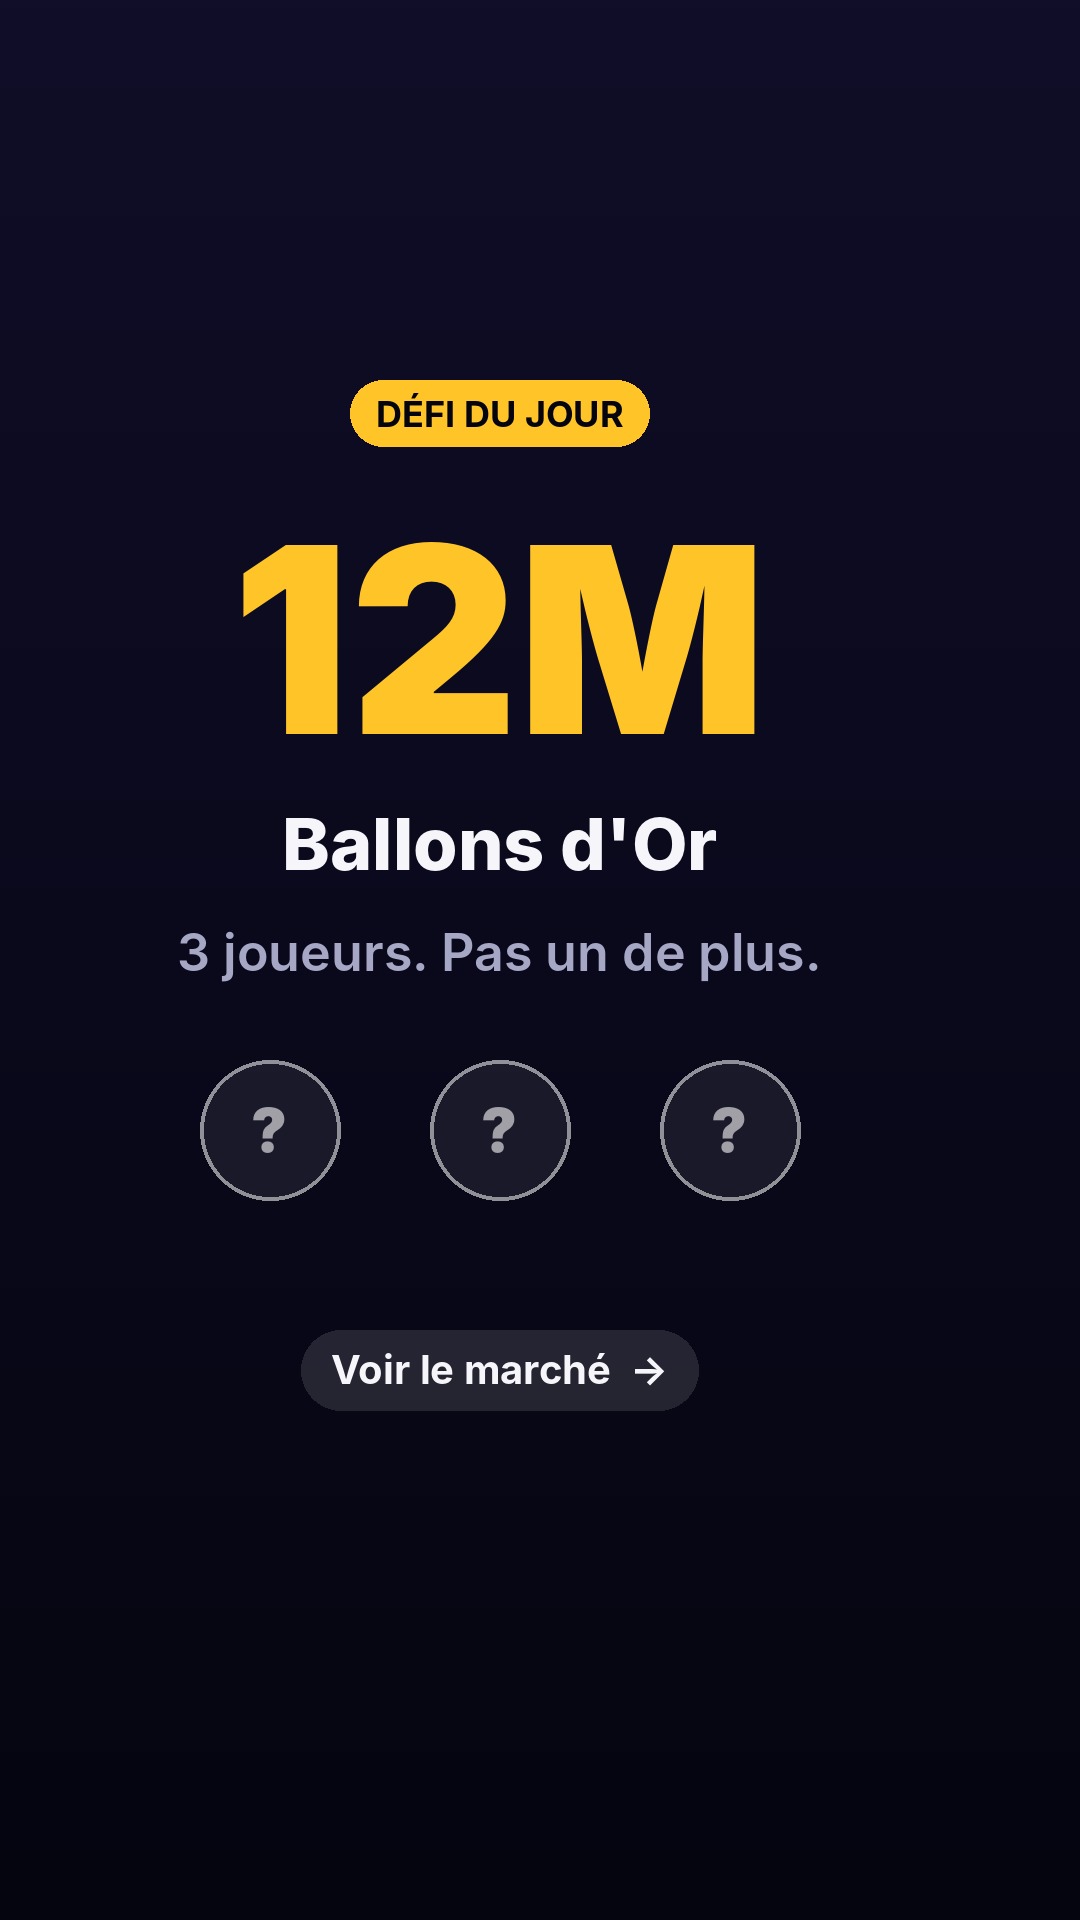 DÉFI DU JOUR
12M
Ballons d'Or
3 joueurs. Pas un de plus.
? ? ?
Voir le marché →